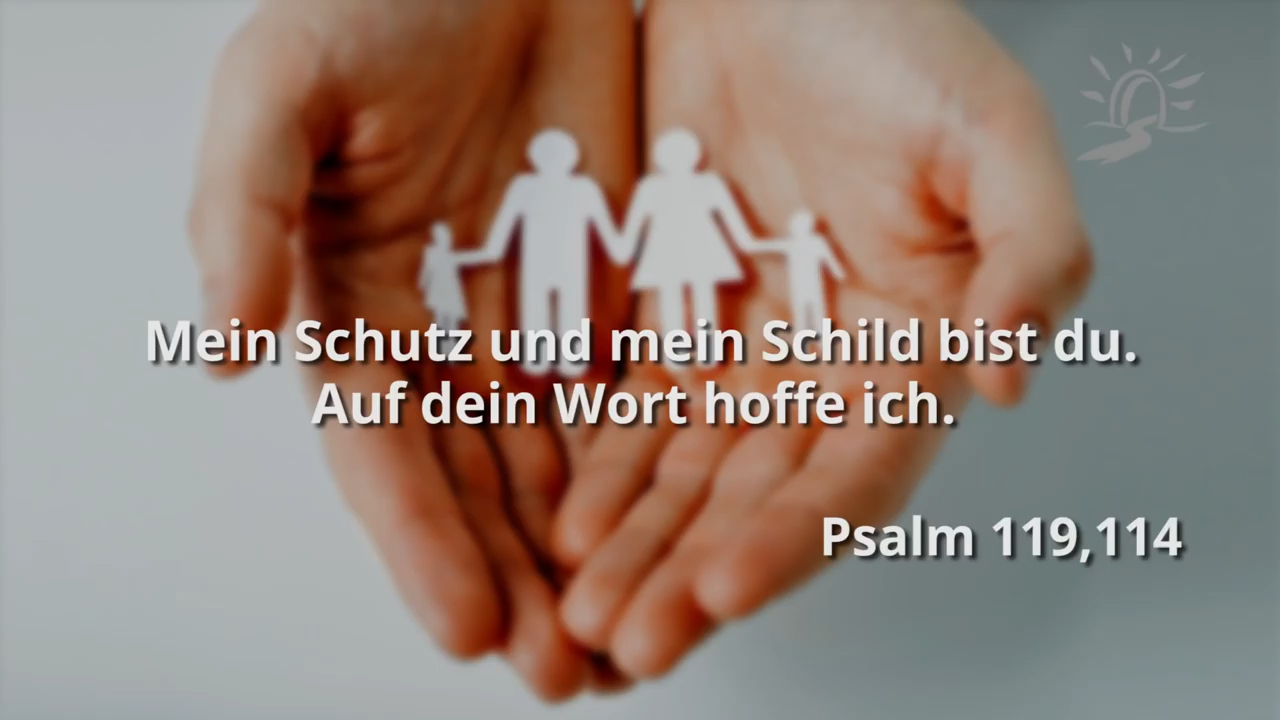 Mein Schutz und mein Schild bist du.
Auf dein Wort hoffe ich.
Psalm 119,114